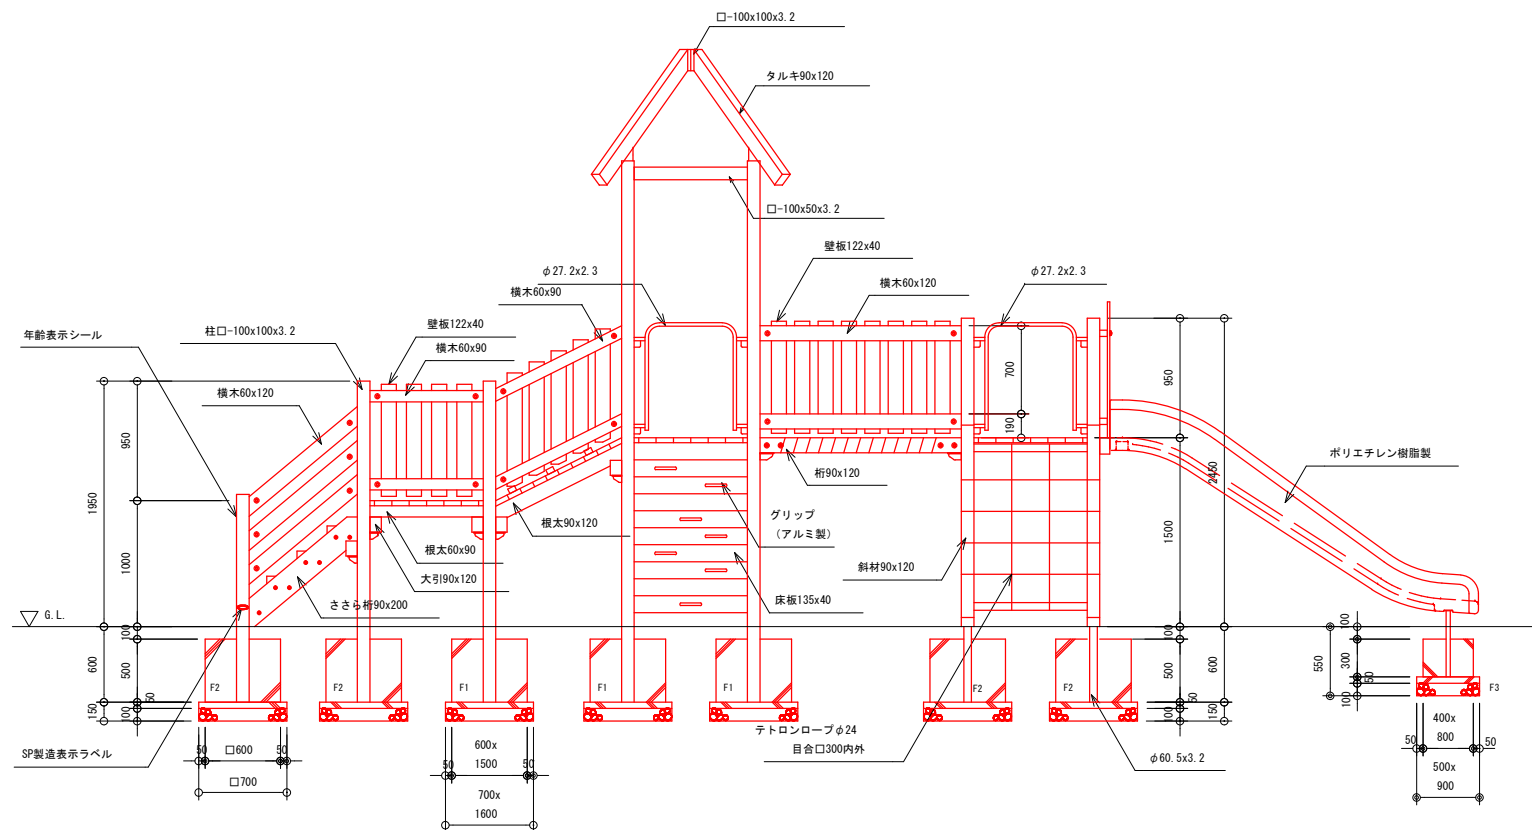 □-100x100x3.2
タルキ90x120
□-100x50x3.2
壁板122x40
φ27.2x2.3
φ27.2x2.3
横木60x120
横木60x90
年齢表示シール
柱□-100x100x3.2
壁板122x40
横木60x90
横木60x120
950
1950
1000
700
190
950
2450
1500
ポリエチレン樹脂製
桁90x120
グリップ
（アルミ製）
根太90x120
根太60x90
大引90x120
ささら桁90x200
斜材90x120
床板135x40
G.L.
100
600
500
50
150
100
F2
F2
F1
F1
F1
F2
F2
F3
100
500
600
50
150
100
100
550
300
50
100
SP製造表示ラベル
50
□600
50
□700
50
600x
1500
50
700x
1600
テトロンロープφ24
目合□300内外
φ60.5x3.2
50
400x
800
50
500x
900